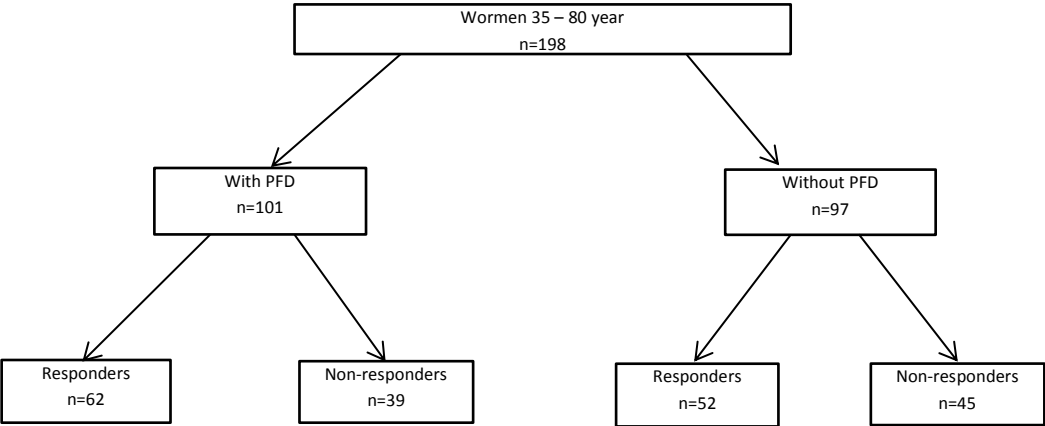 Wormen 35 – 80 year
n=198
With PFD
n=101
Without PFD
n=97
Responders
n=62
Non-responders
n=39
Responders
n=52
Non-responders
n=45